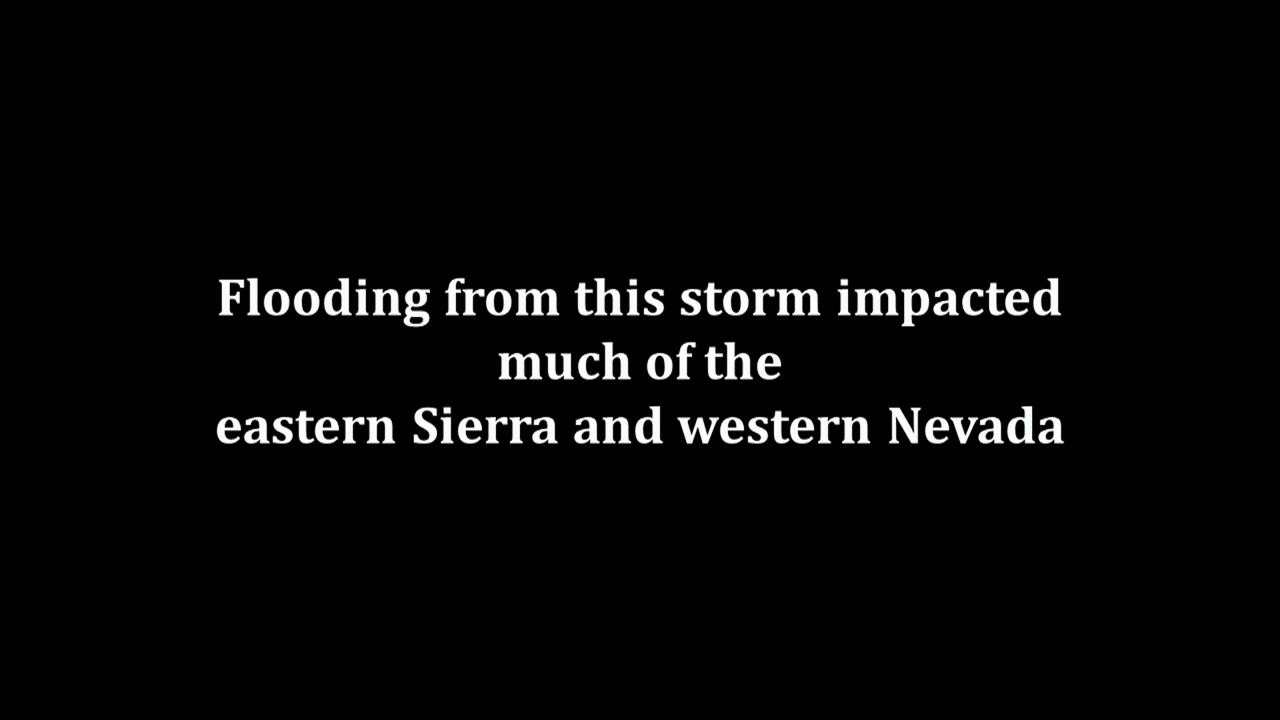 Flooding from this storm impacted
much of the
eastern Sierra and western Nevada